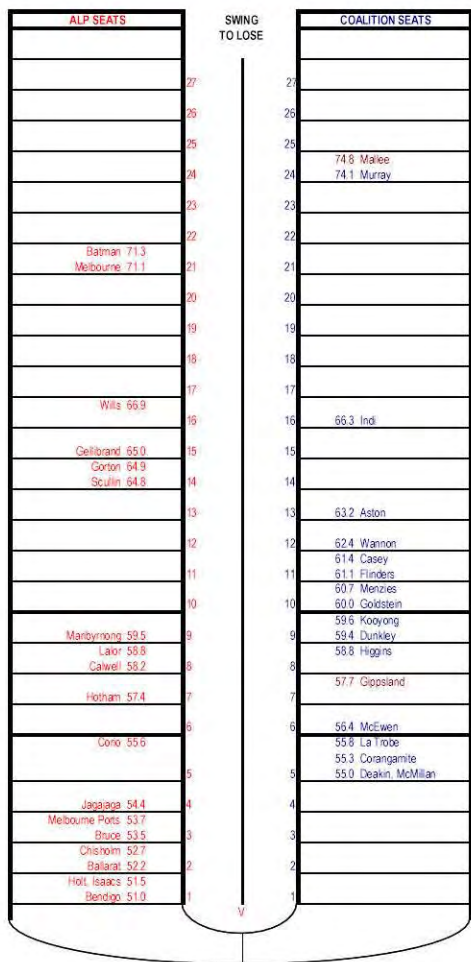 ALP SEATS
SWING
TO LOSE
COALITION SEATS
27 27
26 26
25 25
74.8 Mallee
24 24 74.1 Murray
23 23
22 22
Batman 71.3
Melbourne 71.1 21 21
20 20
19 19
18 18
17 17
Wills 66.9
16 16 66.3 Indi
Gellibrand 65.0 15 15
Gorton 64.9
Scullin 64.8 14 14
13 13 63.2 Aston
12 12 62.4 Wannon
61.4 Casey
11 11 61.1 Flinders
60.7 Menzies
10 10 60.0 Goldstein
59.6 Kooyong
Maribyrnong 59.5 9 9 59.4 Dunkley
Lalor 58.8 58.8 Higgins
Calwell 58.2 8 8
57.7 Gippsland
Hotham 57.4 7 7
6 6 56.4 McEwen
Corio 55.6 55.8 La Trobe
55.3 Corangamite
5 5 55.0 Deakin, McMillan
Jagajaga 54.4 4 4
Melbourne Ports 53.7
Bruce 53.5 3 3
Chisholm 52.7
Ballarat 52.2 2 2
Holt, Isaacs 51.5
Bendigo 51.0 1 1
V